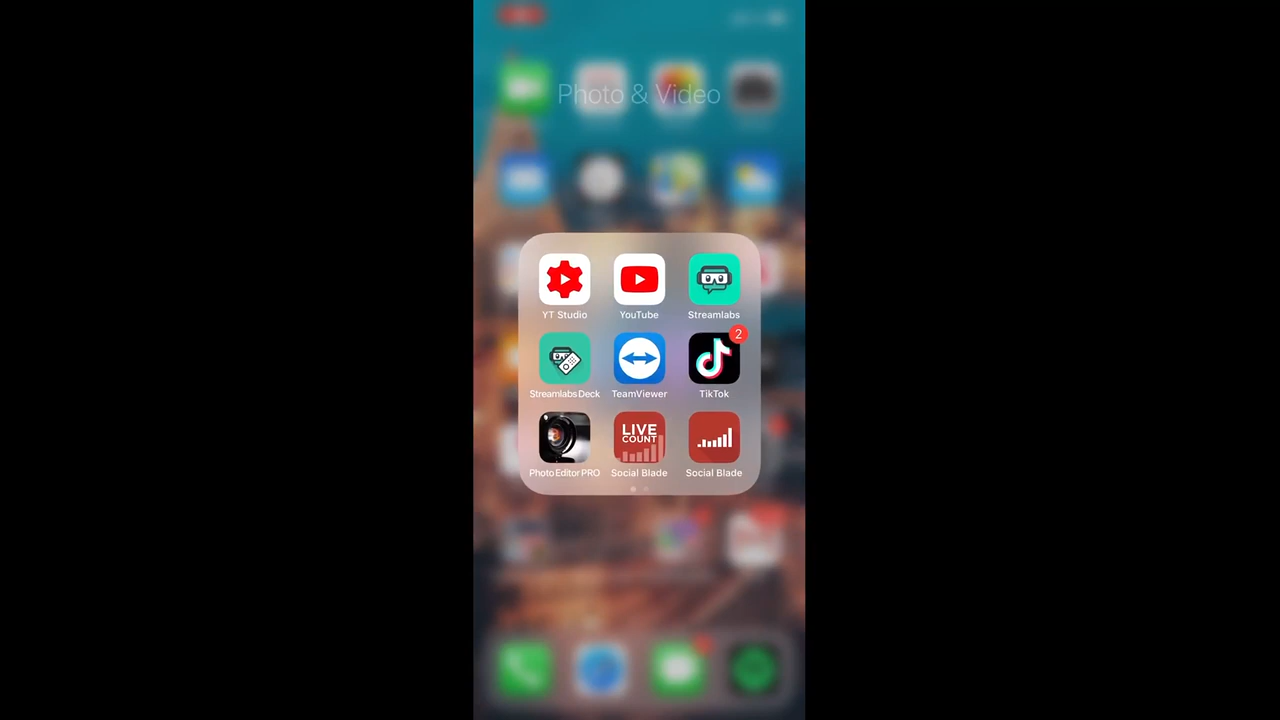 Photo & Video
YT Studio
YouTube
Streamlabs
2
Streamlabs Deck
TeamViewer
TikTok
LIVE
COUNT
Photo Editor PRO
Social Blade
Social Blade